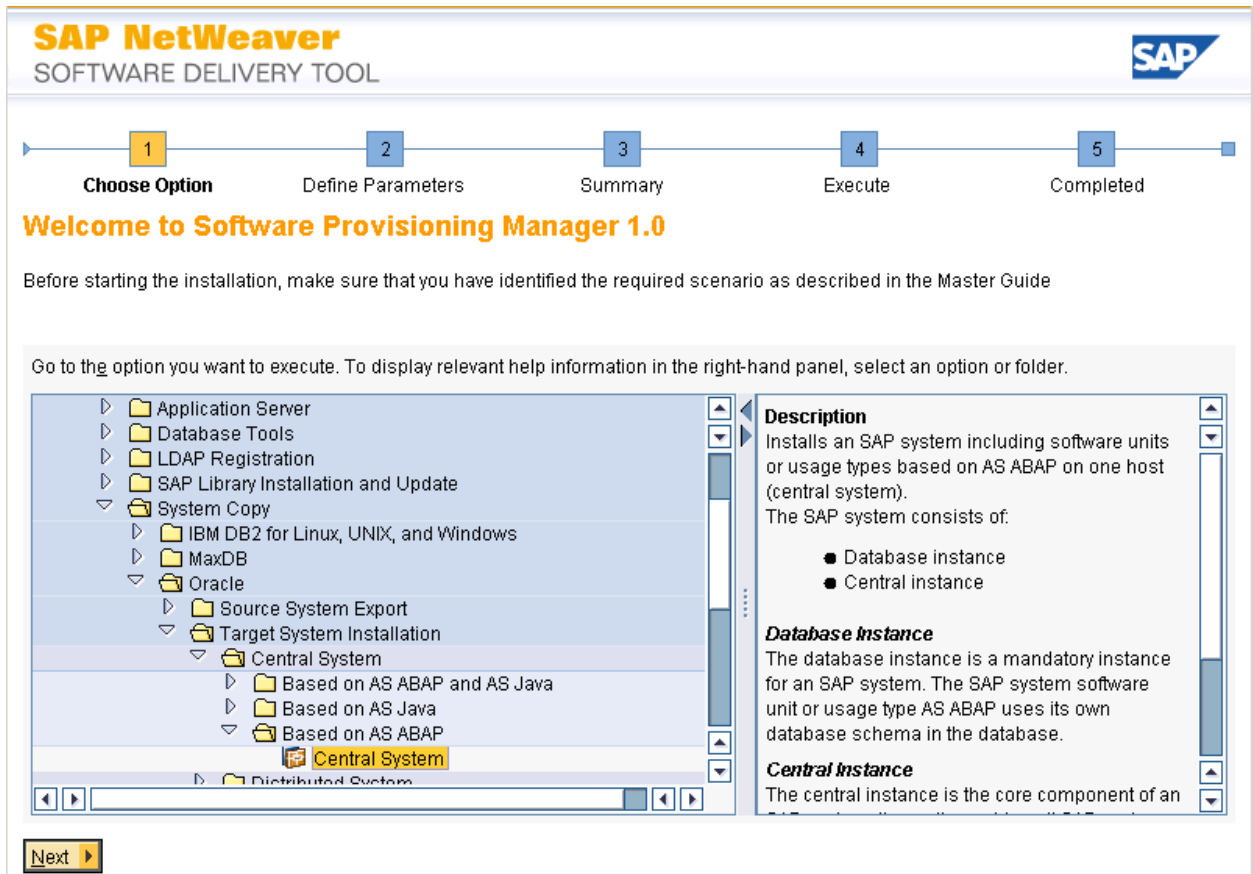 SAP NetWeaver
SOFTWARE DELIVERY TOOL
SAP
1 2 3 4 5
Choose Option Define Parameters Summary Execute Completed
Welcome to Software Provisioning Manager 1.0
Before starting the installation, make sure that you have identified the required scenario as described in the Master Guide
Go to the option you want to execute. To display relevant help information in the right-hand panel, select an option or folder.
Application Server
Database Tools
LDAP Registration
SAP Library Installation and Update
System Copy
IBM DB2 for Linux, UNIX, and Windows
MaxDB
Oracle
Source System Export
Target System Installation
Central System
Based on AS ABAP and AS Java
Based on AS Java
Based on AS ABAP
Central System
Distributed System
Description
Installs an SAP system including software units
or usage types based on AS ABAP on one host
(central system).
The SAP system consists of:
Database instance
Central instance
Database Instance
The database instance is a mandatory instance
for an SAP system. The SAP system software
unit or usage type AS ABAP uses its own
database schema in the database.
Central Instance
The central instance is the core component of an
Next